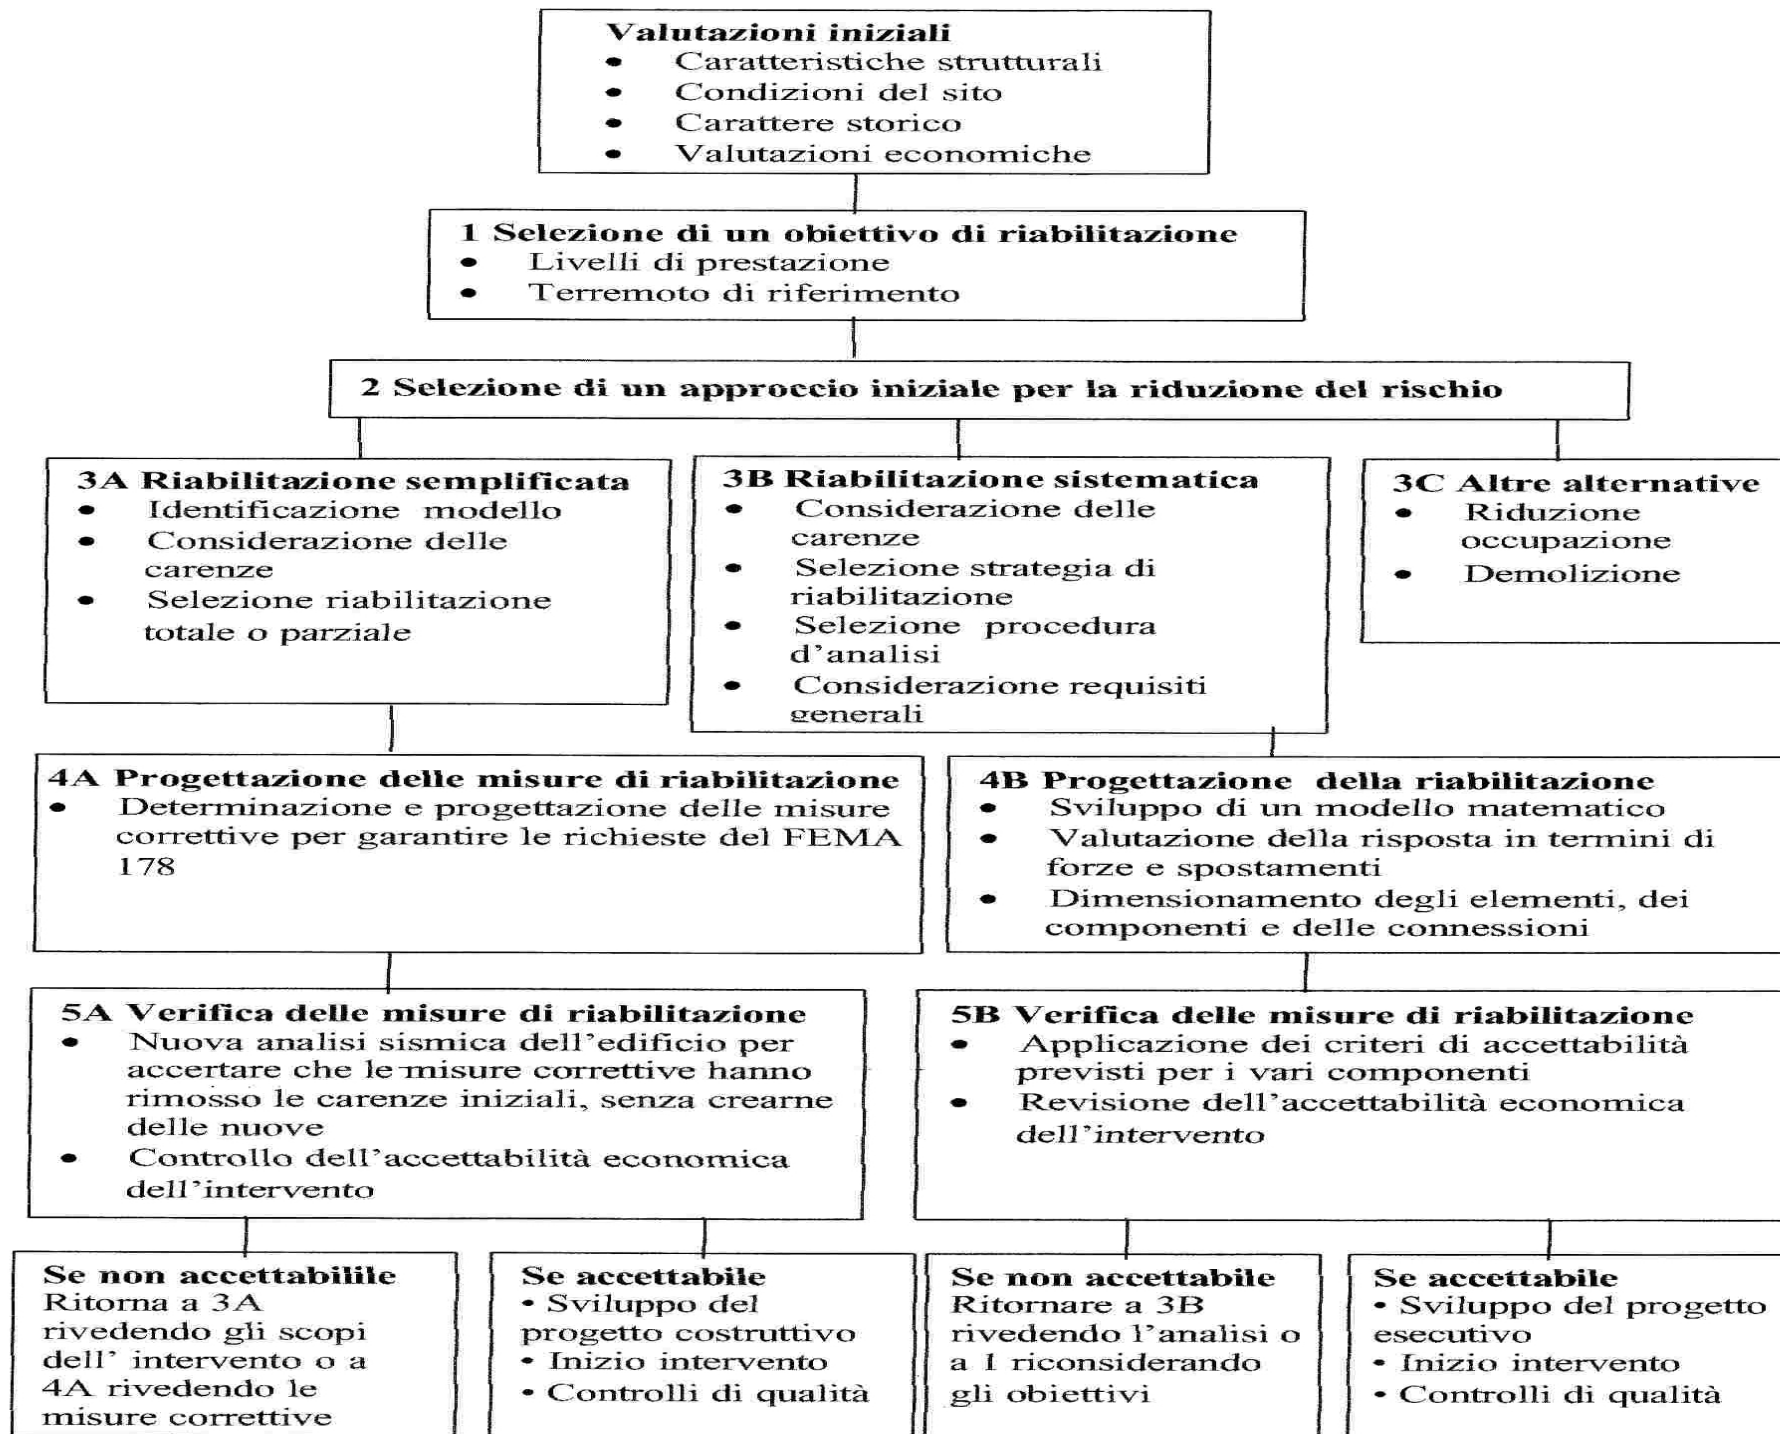 Valutazioni iniziali
• Caratteristiche strutturali
• Condizioni del sito
• Carattere storico
• Valutazioni economiche
1 Selezione di un obiettivo di riabilitazione
• Livelli di prestazione
• Terremoto di riferimento
2 Selezione di un approccio iniziale per la riduzione del rischio
3A Riabilitazione semplificata
• Identificazione modello
• Considerazione delle
carenze
• Selezione riabilitazione
totale o parziale
3B Riabilitazione sistematica
• Considerazione delle
carenze
• Selezione strategia di
riabilitazione
• Selezione procedura
d'analisi
• Considerazione requisiti
generali
3C Altre alternative
• Riduzione
occupazione
• Demolizione
4A Progettazione delle misure di riabilitazione
• Determinazione e progettazione delle misure
correttive per garantire le richieste del FEMA
178
4B Progettazione della riabilitazione
• Sviluppo di un modello matematico
• Valutazione della risposta in termini di
forze e spostamenti
• Dimensionamento degli elementi, dei
componenti e delle connessioni
5A Verifica delle misure di riabilitazione
• Nuova analisi sismica dell'edificio per
accertare che le misure correttive hanno
rimosso le carenze iniziali, senza crearne
delle nuove
• Controllo dell'accettabilità economica
dell'intervento
5B Verifica delle misure di riabilitazione
• Applicazione dei criteri di accettabilità
previsti per i vari componenti
• Revisione dell'accettabilità economica
dell'intervento
Se non accettabilile
Ritorna a 3A
rivedendo gli scopi
dell' intervento o a
4A rivedendo le
misure correttive
Se accettabile
• Sviluppo del
progetto costruttivo
• Inizio intervento
• Controlli di qualità
Se non accettabile
Ritornare a 3B
rivedendo l'analisi o
a 1 riconsiderando
gli obiettivi
Se accettabile
• Sviluppo del progetto
esecutivo
• Inizio intervento
• Controlli di qualità